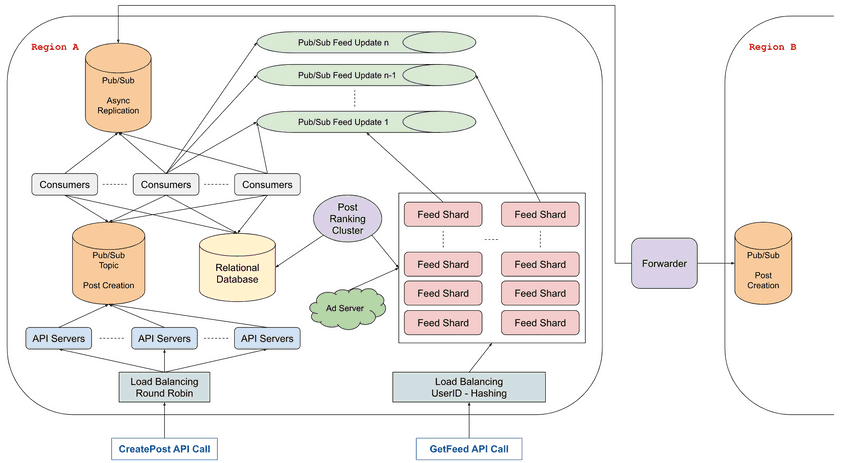 Region A
Region B
Pub/Sub
Async
Replication
Pub/Sub Feed Update n
Pub/Sub Feed Update n-1
Pub/Sub Feed Update 1
Consumers
Consumers
Consumers
Post
Ranking
Cluster
Feed Shard
Feed Shard
Pub/Sub
Topic
Post Creation
Relational
Database
Feed Shard
Feed Shard
Forwarder
Pub/Sub
Post
Creation
Feed Shard
Feed Shard
Ad Server
Feed Shard
Feed Shard
API Servers
API Servers
API Servers
Load Balancing
Round Robin
Load Balancing
UserID - Hashing
CreatePost API Call
GetFeed API Call